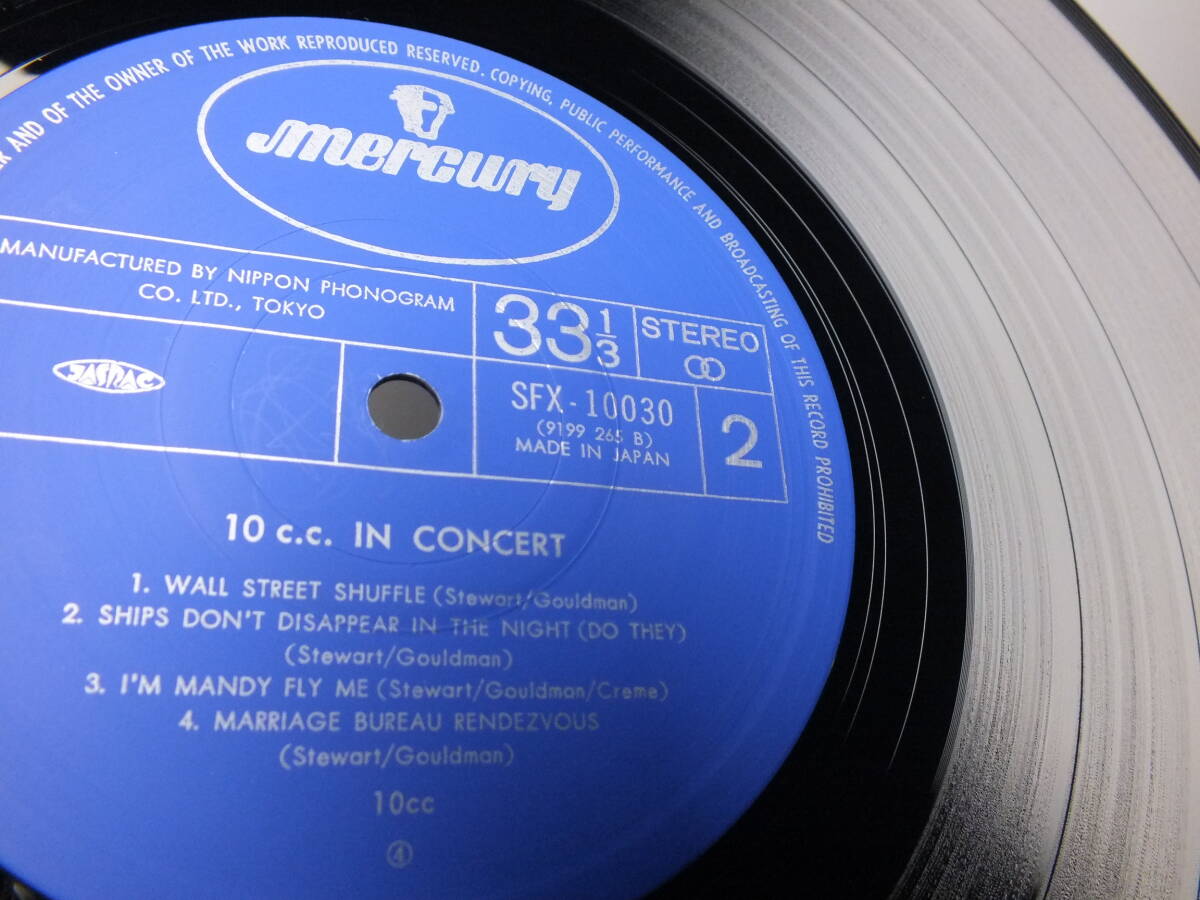 K AND OF THE OWNER OF THE WORK REPRODUCED RESERVED. COPYING, PUBLIC PERFORMANCE AND BROADCASTING OF THIS RECORD PROHIBITED
mercury
MANUFACTURED BY NIPPON PHONOGRAM
CO. LTD., TOKYO
33 1/3
STEREO
JASRAC
SFX-10030
(9199 265 B)
MADE IN JAPAN
2
10 c.c. IN CONCERT
1. WALL STREET SHUFFLE (Stewart/Gouldman)
2. SHIPS DON'T DISAPPEAR IN THE NIGHT (DO THEY)
(Stewart/Gouldman)
3. I'M MANDY FLY ME (Stewart/Gouldman/Creme)
4. MARRIAGE BUREAU RENDEZVOUS
(Stewart/Gouldman)
10cc
④